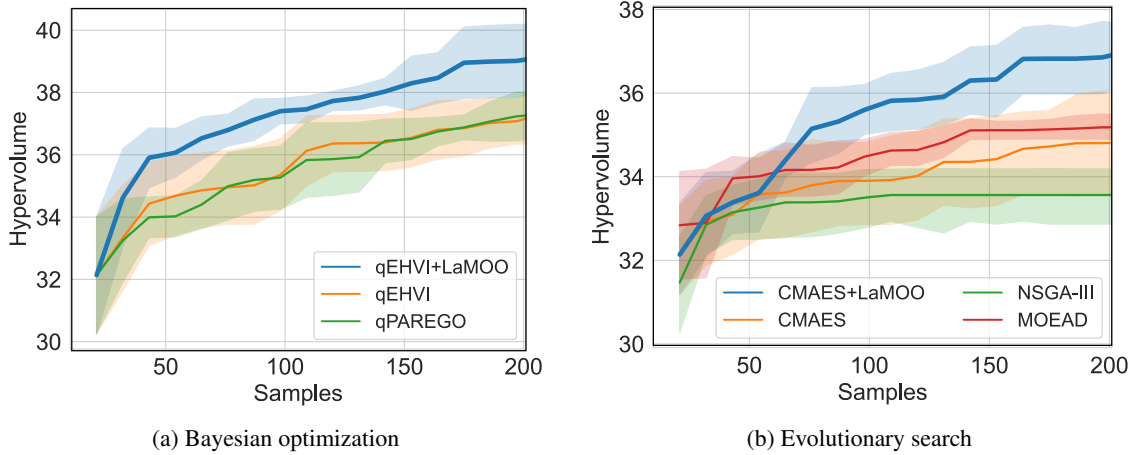 40
38
36
34
32
30
Hypervolume
50
100
150
200
Samples
qEHVI+LaMOO
qEHVI
qPAREGO
(a) Bayesian optimization
38
36
34
32
30
Hypervolume
50
100
150
200
Samples
CMAES+LaMOO
CMAES
NSGA-III
MOEAD
(b) Evolutionary search